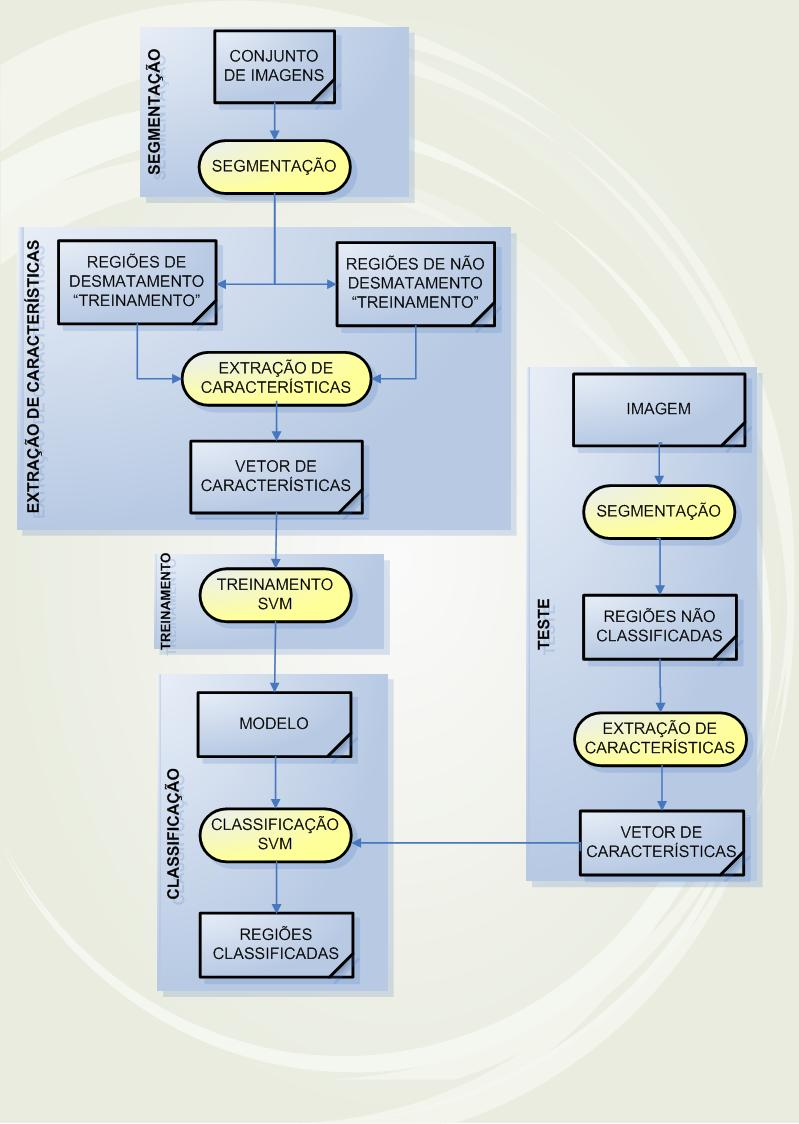 SEGMENTAÇÃO
CONJUNTO
DE IMAGENS
SEGMENTAÇÃO
EXTRAÇÃO DE CARACTERÍSTICAS
REGIÕES DE
DESMATAMENTO
“TREINAMENTO”
REGIÕES DE NÃO
DESMATAMENTO
“TREINAMENTO”
EXTRAÇÃO DE
CARACTERÍSTICAS
VETOR DE
CARACTERÍSTICAS
TREINAMENTO
TREINAMENTO
SVM
CLASSIFICAÇÃO
MODELO
CLASSIFICAÇÃO
SVM
REGIÕES
CLASSIFICADAS
TESTE
IMAGEM
SEGMENTAÇÃO
REGIÕES NÃO
CLASSIFICADAS
EXTRAÇÃO DE
CARACTERÍSTICAS
VETOR DE
CARACTERÍSTICAS